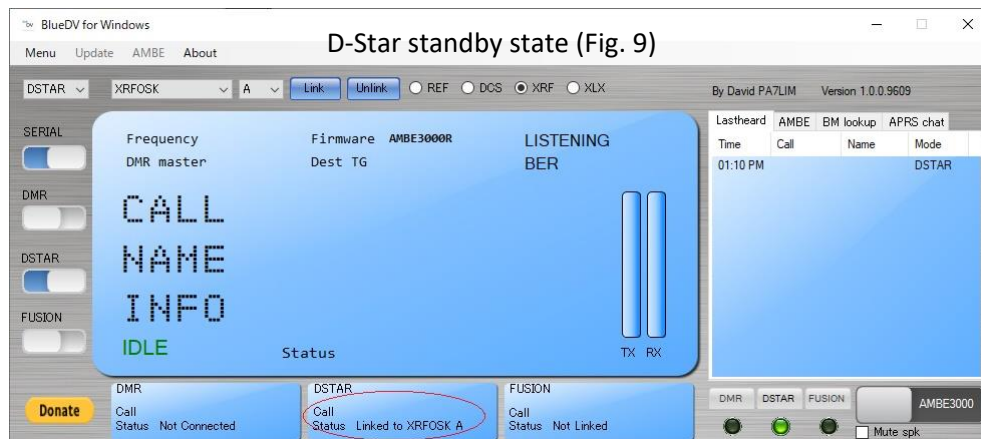 BlueDV for Windows
D-Star standby state (Fig. 9)
Menu Update AMBE About
DSTAR XRFOSK A Link Unlink REF DCS XRF XLX
By David PA7LIM Version 1.0.0.9609
SERIAL
DMR
DSTAR
FUSION
Frequency Firmware AMBE3000R LISTENING
DMR master Dest TG BER
CALL
NAME
INFO
IDLE Status TX RX
Lastheard AMBE BM lookup APRS chat
Time Call Name Mode
01:10 PM DSTAR
Donate
DMR
Call
Status Not Connected
DSTAR
Call
Status Linked to XRFOSK A
FUSION
Call
Status Not Linked
DMR DSTAR FUSION
AMBE3000
Mute spk